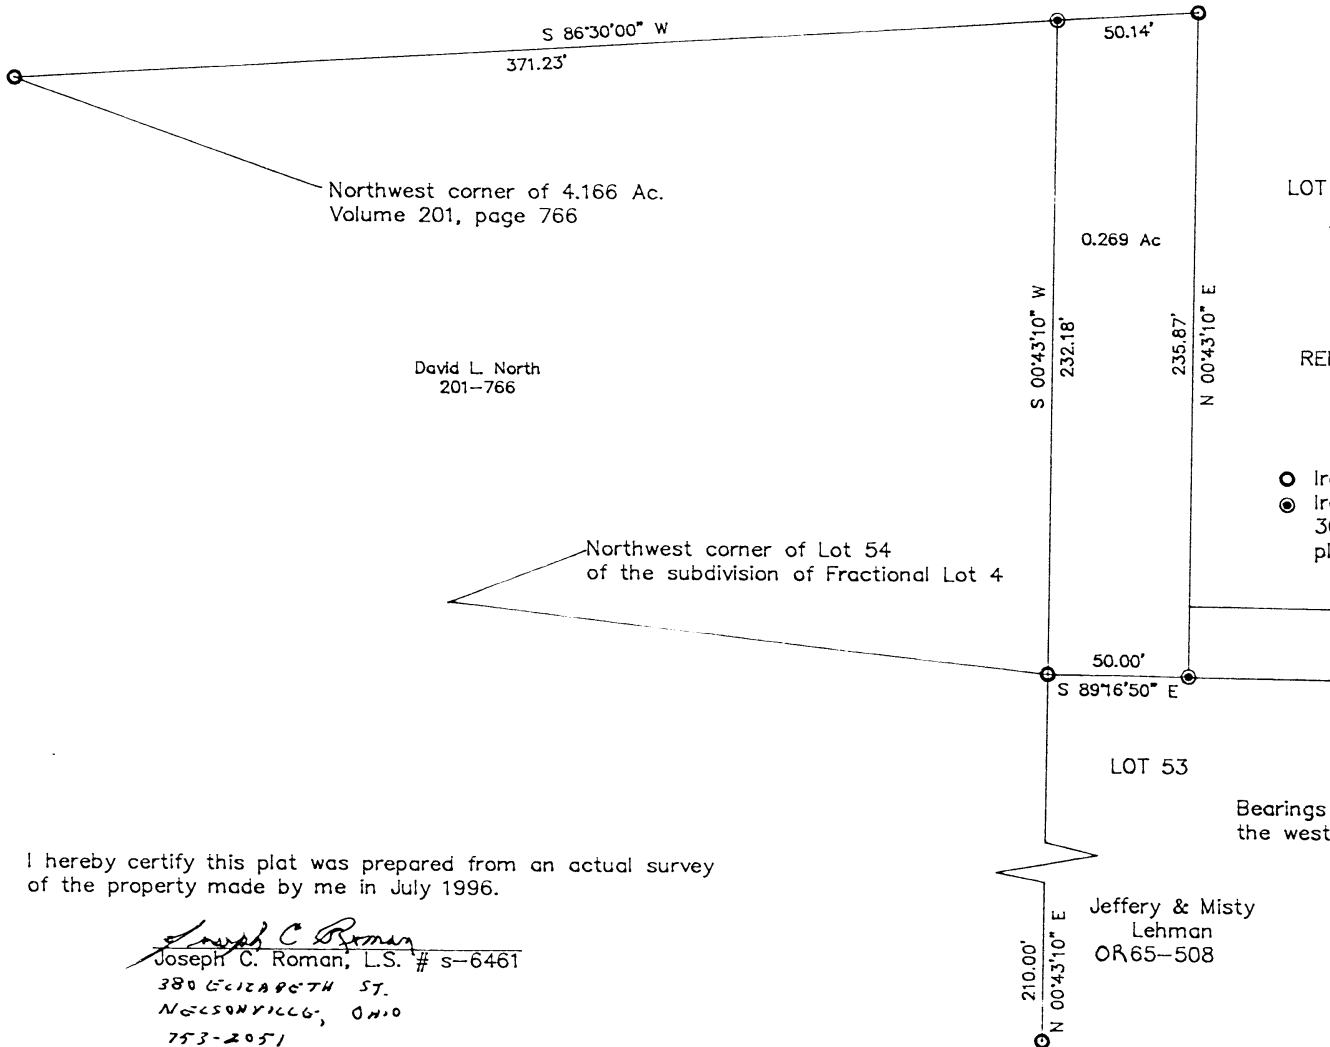 S 86°30'00" W
371.23'
50.14'
Northwest corner of 4.166 Ac.
Volume 201, page 766
LOT
0.269 Ac
S 00°43'10" W
232.18'
235.87'
N 00°43'10" E
David L. North
201-766
Northwest corner of Lot 54
of the subdivision of Fractional Lot 4
50.00'
S 89°16'50" E
LOT 53
Bearings
the west
I hereby certify this plat was prepared from an actual survey
of the property made by me in July 1996.
Joseph C Roman
Joseph C. Roman, L.S. # s-6461
380 ELIZABETH ST.
NELSONVILLE, OHIO
753-2051
Jeffery & Misty
Lehman
OR65-508
210.00'
N 00°43'10" E